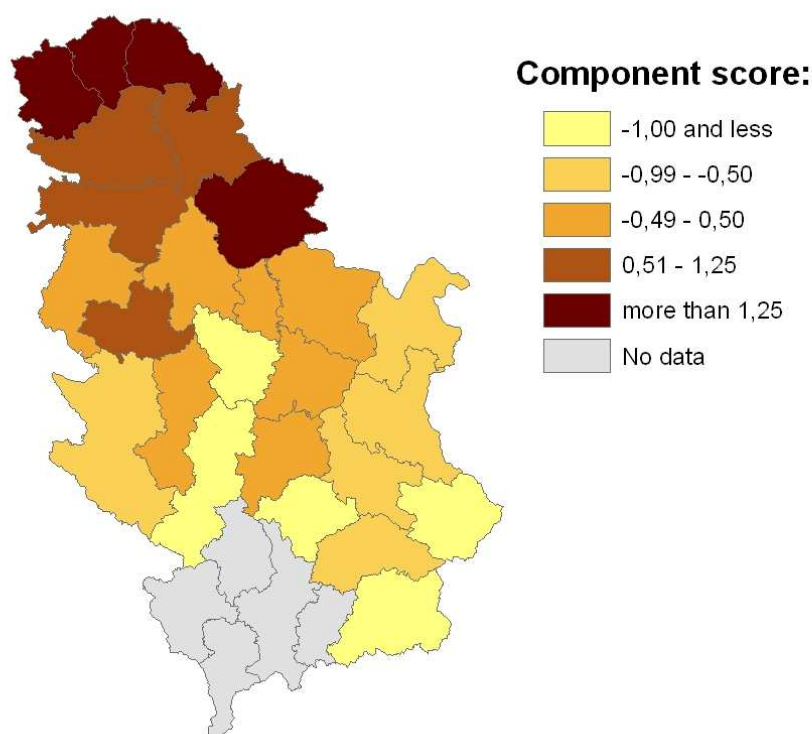 Component score:
-1,00 and less
-0,99 - -0,50
-0,49 - 0,50
0,51 - 1,25
more than 1,25
No data